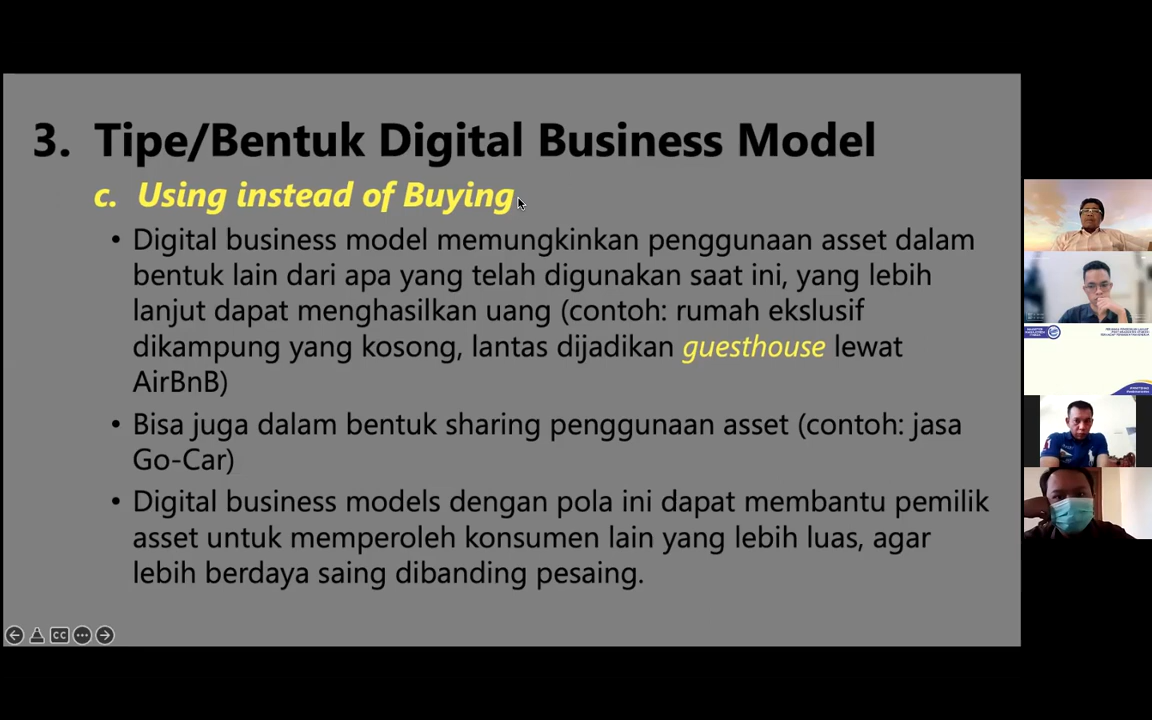 3. Tipe/Bentuk Digital Business Model
c. Using instead of Buying
• Digital business model memungkinkan penggunaan asset dalam
bentuk lain dari apa yang telah digunakan saat ini, yang lebih
lanjut dapat menghasilkan uang (contoh: rumah ekslusif
dikampung yang kosong, lantas dijadikan guesthouse lewat
AirBnB)
• Bisa juga dalam bentuk sharing penggunaan asset (contoh: jasa
Go-Car)
• Digital business models dengan pola ini dapat membantu pemilik
asset untuk memperoleh konsumen lain yang lebih luas, agar
lebih berdaya saing dibanding pesaing.
CC